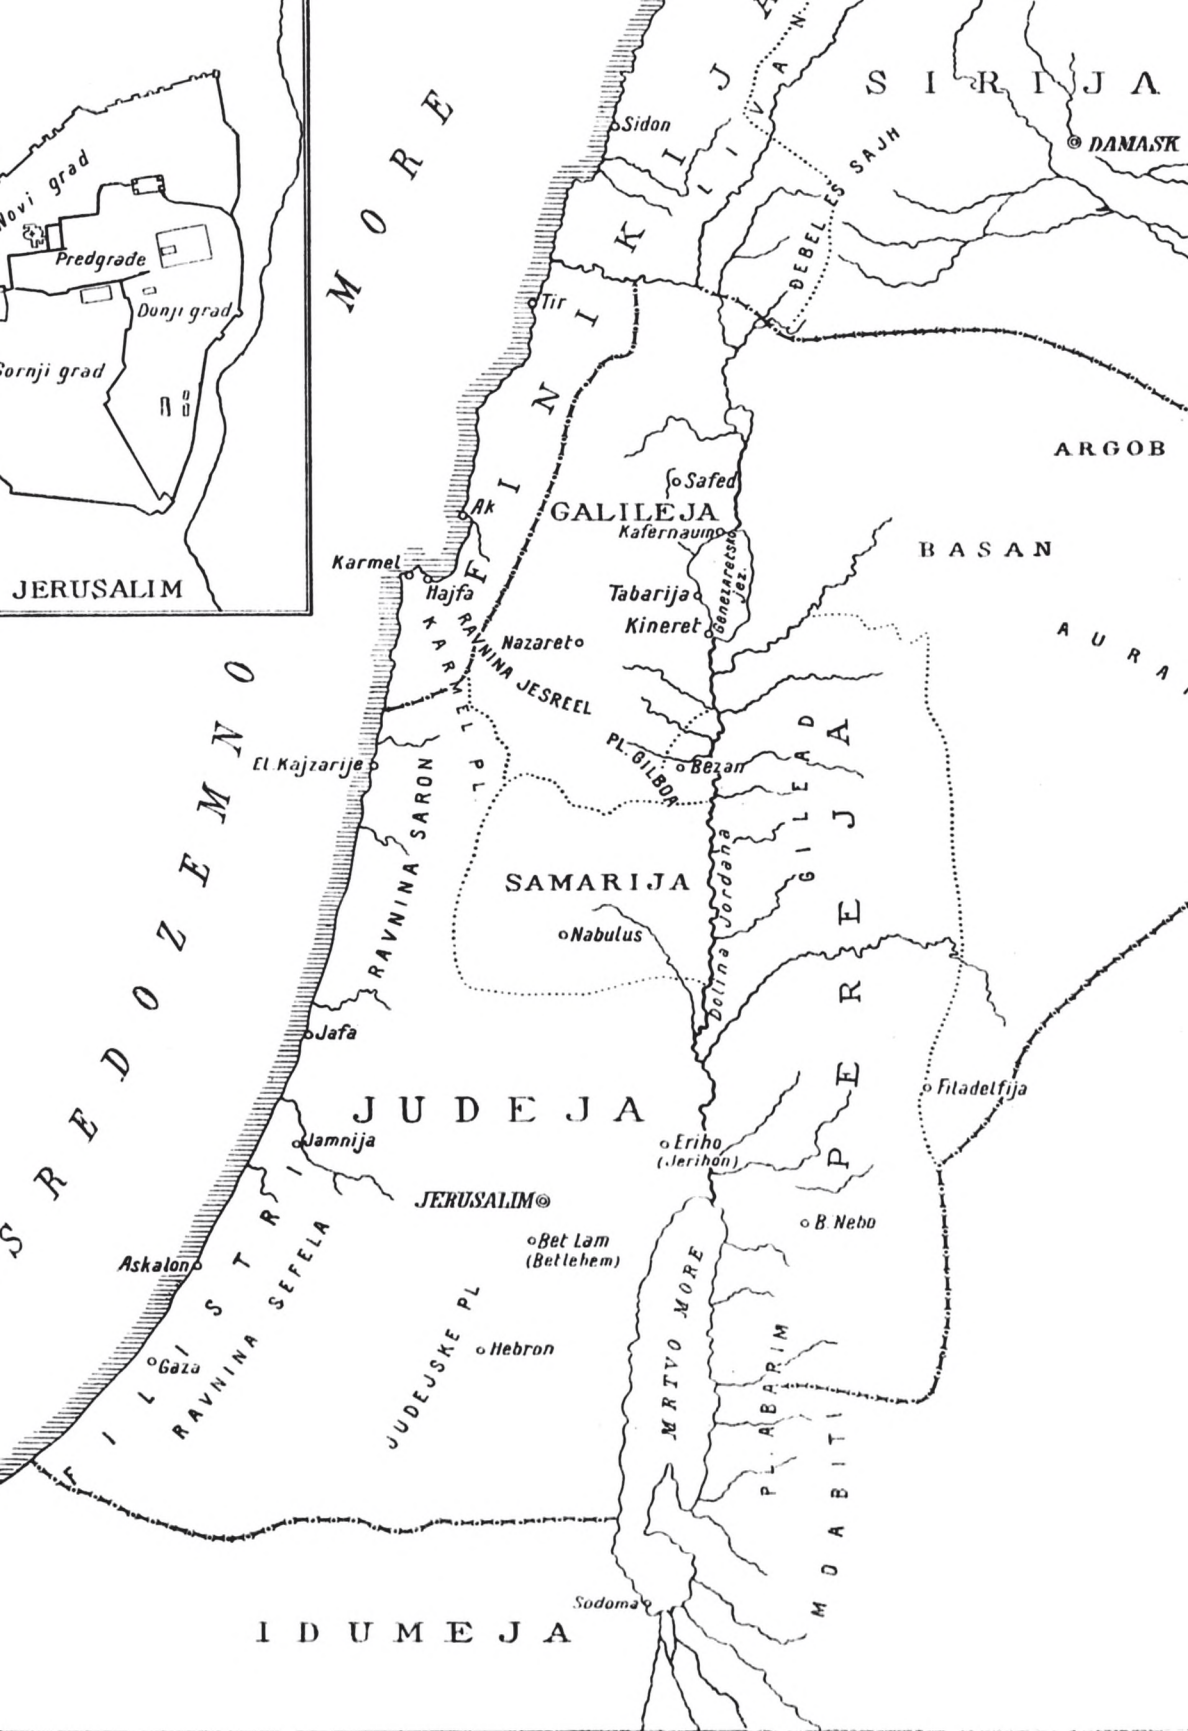 SIRIJA
DAMASK
Sidon
LIVAN
DEBEL ES SAJH
MORE
Tir
FINIKIJA
Novi grad
Predgrade
Donji grad
Gornji grad
JERUSALIM
ARGOB
BASAN
Safed
GALILEJA
Kafernaum
Genezaretsko
jez.
Ak
Karmel
Hajfa
Tabarija
Kineret
Nazaret
RAVNINA JESREEL
KARMEL PL
SREDOZEMNO
El. Kajzarije
PL. GILBOA
Bezan
GILEAD
PEREJA
RAVNINA SARON
SAMARIJA
Nabulus
Dolina Jordana
Jafa
Filadelfija
JUDEJA
Jamnija
Eriho
(Jerihon)
JERUSALIM
B. Nebo
Bet Lam
(Betlehem)
Askalon
FILISTRI
RAVNINA SEFELA
Gaza
JUDEJSKE PL
Hebron
MRTVO MORE
PL. ABARIM
MOABITI
Sodoma
IDUMEJA